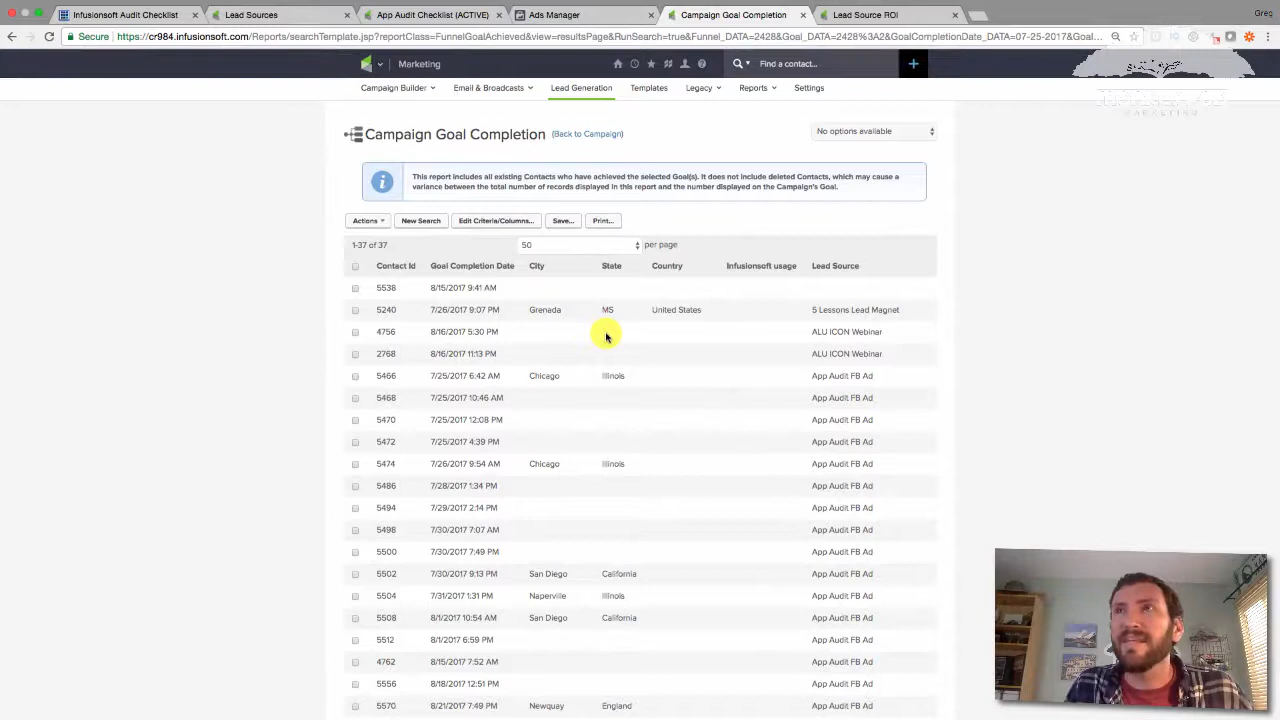 Infusionsoft Audit Checklist
Lead Sources
App Audit Checklist (ACTIVE)
Ads Manager
Campaign Goal Completion
Lead Source ROI
Greg
Secure
https://cr984.infusionsoft.com/Reports/searchTemplate.jsp?reportClass=FunnelGoalAchieved&view=resultsPage&RunSearch=true&Funnel_DATA=2428&Goal_DATA=2428%3A2&GoalCompletionDate_DATA=07-25-2017&Goal...
Marketing
Find a contact...
Campaign Builder
Email & Broadcasts
Lead Generation
Templates
Legacy
Reports
Settings
MARKETING
Campaign Goal Completion (Back to Campaign)
No options available
This report includes all existing Contacts who have achieved the selected Goal(s). It does not include deleted Contacts, which may cause a
variance between the total number of records displayed in this report and the number displayed on the Campaign's Goal.
Actions
New Search
Edit Criteria/Columns...
Save...
Print...
1-37 of 37
50
per page
Contact Id Goal Completion Date City State Country Infusionsoft usage Lead Source
5538 8/15/2017 9:41 AM
5240 7/26/2017 9:07 PM Grenada MS United States 5 Lessons Lead Magnet
4756 8/16/2017 5:30 PM ALU ICON Webinar
2768 8/16/2017 11:13 PM ALU ICON Webinar
5466 7/25/2017 6:42 AM Chicago Illinois App Audit FB Ad
5468 7/25/2017 10:46 AM App Audit FB Ad
5470 7/25/2017 12:08 PM App Audit FB Ad
5472 7/25/2017 4:39 PM App Audit FB Ad
5474 7/26/2017 9:54 AM Chicago Illinois App Audit FB Ad
5486 7/28/2017 1:34 PM App Audit FB Ad
5494 7/29/2017 2:14 PM App Audit FB Ad
5498 7/30/2017 7:07 AM App Audit FB Ad
5500 7/30/2017 7:49 PM App Audit FB Ad
5502 7/30/2017 9:13 PM San Diego California App Audit FB Ad
5504 7/31/2017 1:31 PM Naperville Illinois App Audit FB Ad
5508 8/1/2017 10:54 AM San Diego California App Audit FB Ad
5512 8/1/2017 6:59 PM App Audit FB Ad
4762 8/15/2017 7:52 AM App Audit FB Ad
5556 8/18/2017 12:51 PM App Audit FB Ad
5570 8/21/2017 7:49 PM Newquay England App Audit FB Ad